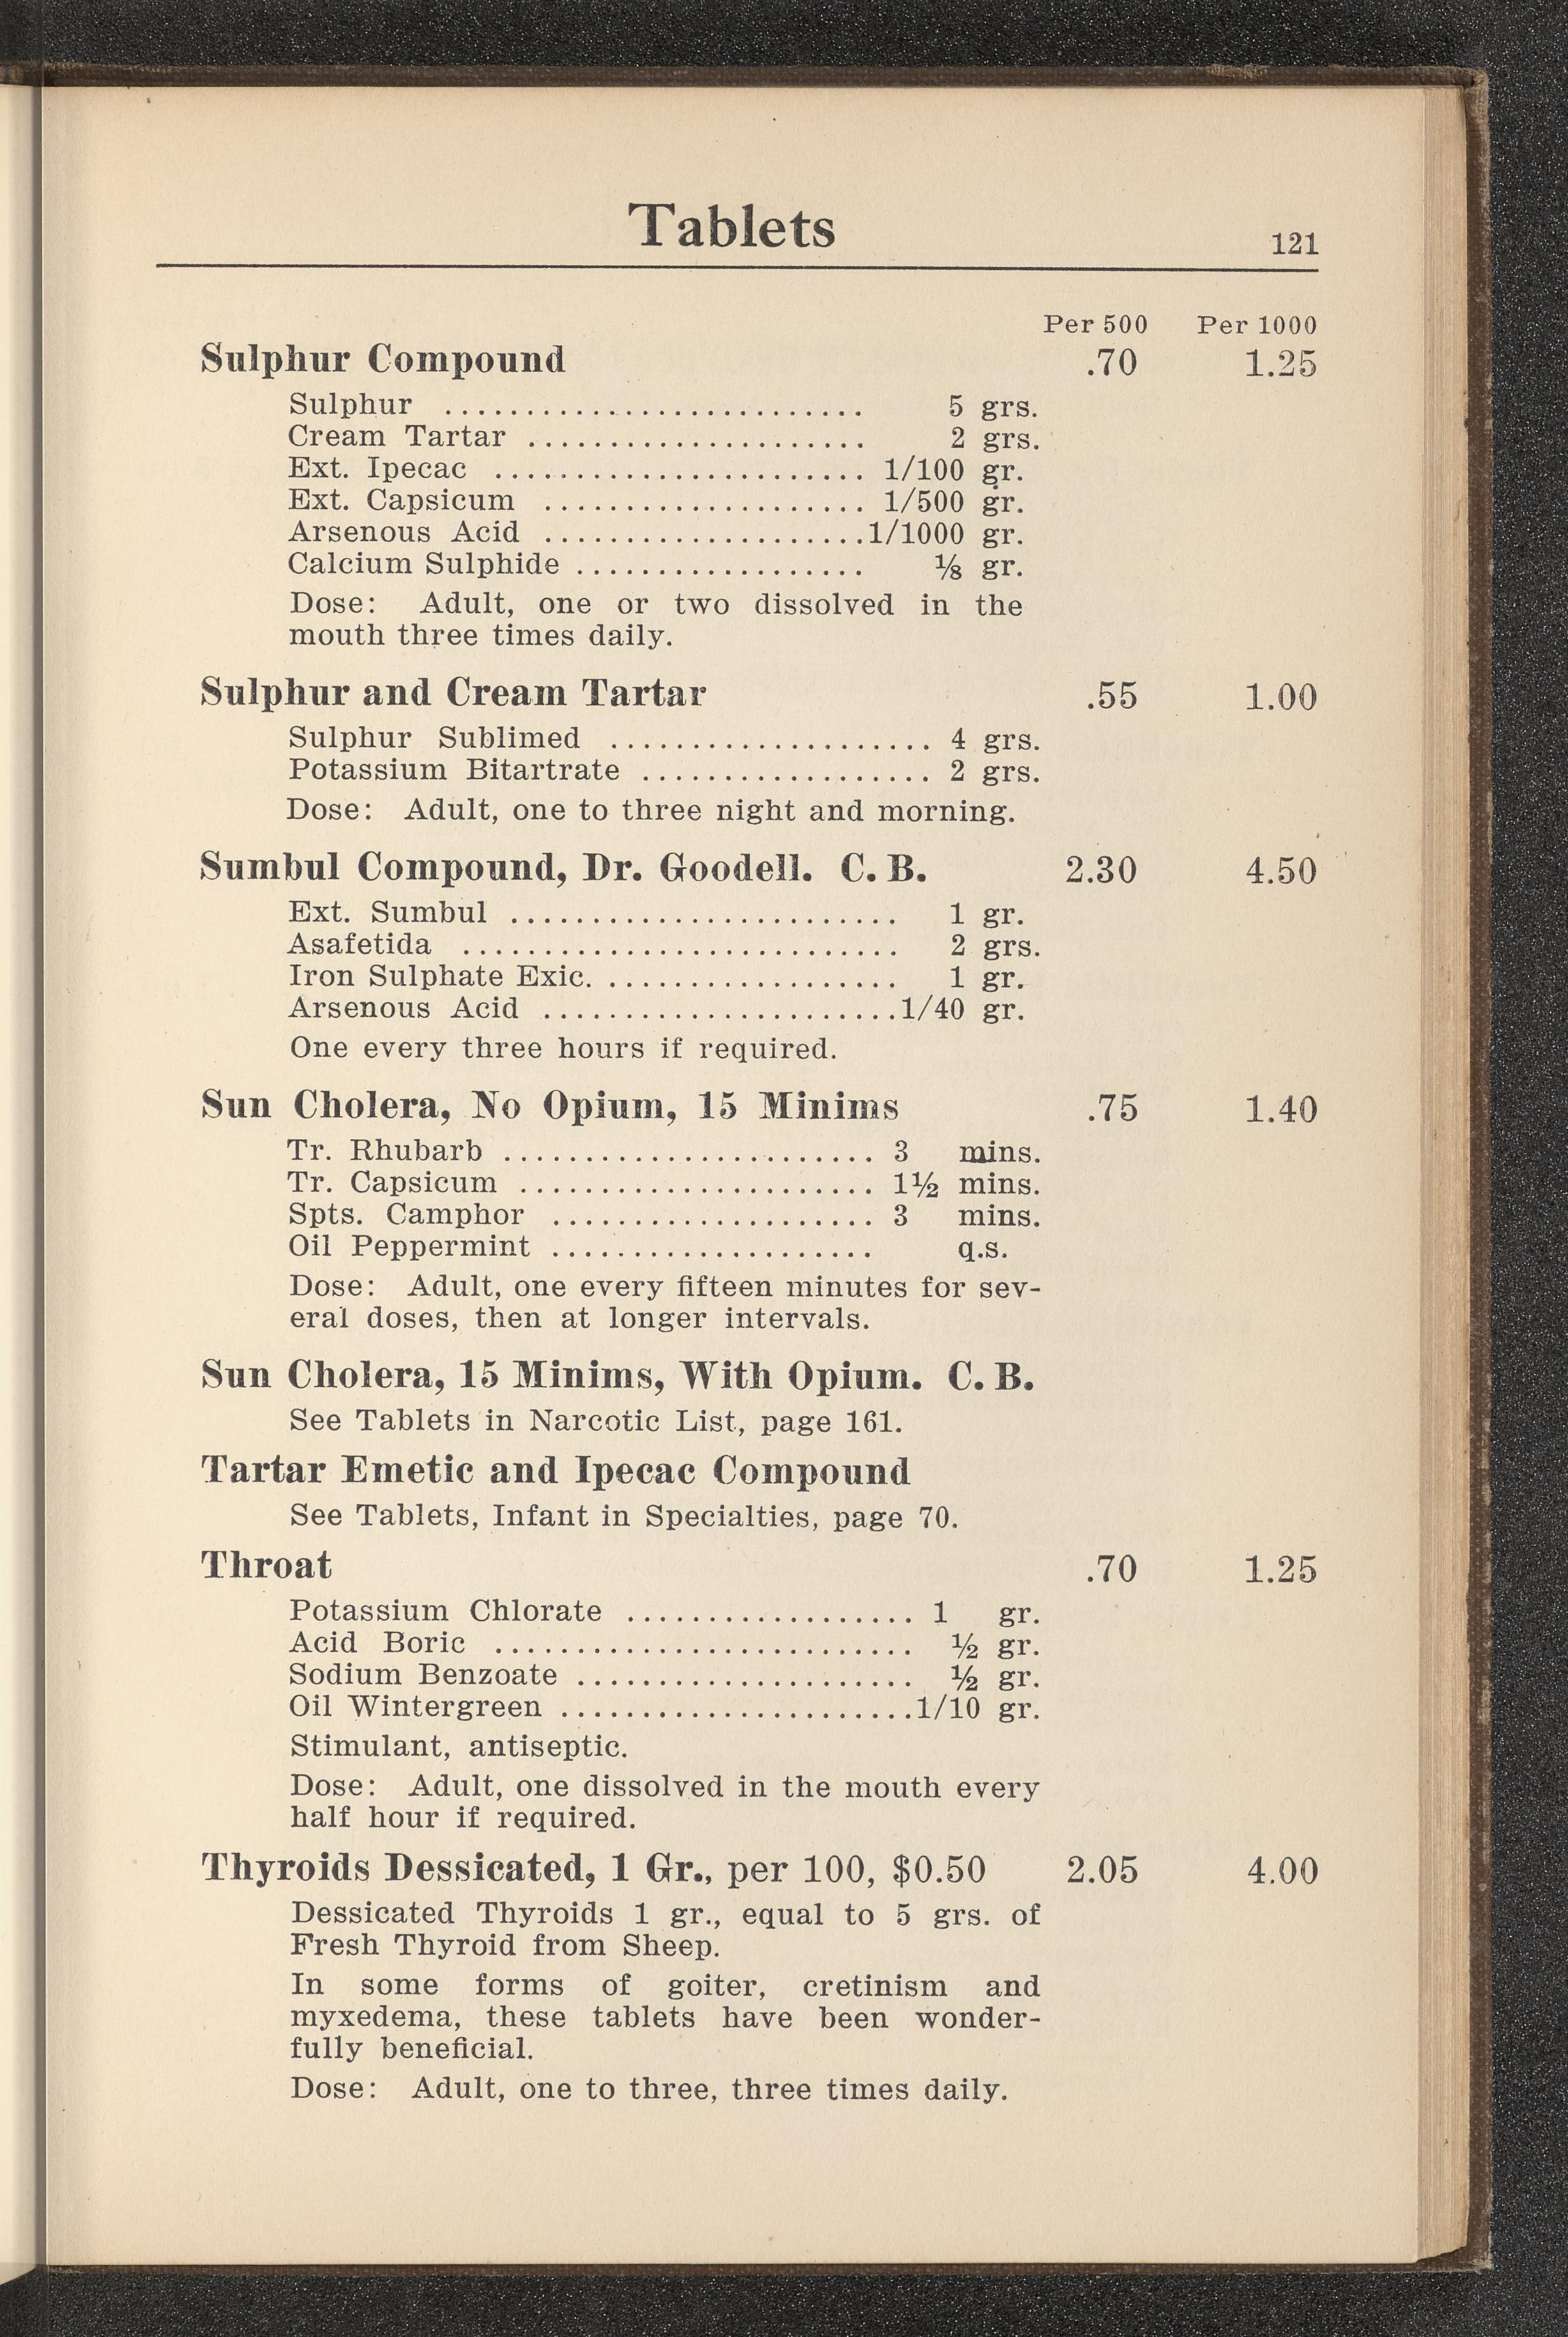 Tablets 121
Per 500 Per 1000
Sulphur Compound .70 1.25
Sulphur .......................... 5 grs.
Cream Tartar ..................... 2 grs.
Ext. Ipecac ....................... 1/100 gr.
Ext. Capsicum .................... 1/500 gr.
Arsenous Acid ....................1/1000 gr.
Calcium Sulphide .................. ⅛ gr.
Dose: Adult, one or two dissolved in the
mouth three times daily.
Sulphur and Cream Tartar .55 1.00
Sulphur Sublimed .................... 4 grs.
Potassium Bitartrate .................. 2 grs.
Dose: Adult, one to three night and morning.
Sumbul Compound, Dr. Goodell. C. B. 2.30 4.50
Ext. Sumbul ........................ 1 gr.
Asafetida ........................... 2 grs.
Iron Sulphate Exic. ................... 1 gr.
Arsenous Acid ......................1/40 gr.
One every three hours if required.
Sun Cholera, No Opium, 15 Minims .75 1.40
Tr. Rhubarb ....................... 3 mins.
Tr. Capsicum ...................... 1½ mins.
Spts. Camphor .................... 3 mins.
Oil Peppermint .................... q.s.
Dose: Adult, one every fifteen minutes for sev-
eral doses, then at longer intervals.
Sun Cholera, 15 Minims, With Opium. C. B.
See Tablets in Narcotic List, page 161.
Tartar Emetic and Ipecac Compound
See Tablets, Infant in Specialties, page 70.
Throat .70 1.25
Potassium Chlorate .................. 1 gr.
Acid Boric .......................... ½ gr.
Sodium Benzoate ..................... ½ gr.
Oil Wintergreen ......................1/10 gr.
Stimulant, antiseptic.
Dose: Adult, one dissolved in the mouth every
half hour if required.
Thyroids Dessicated, 1 Gr., per 100, $0.50 2.05 4.00
Dessicated Thyroids 1 gr., equal to 5 grs. of
Fresh Thyroid from Sheep.
In some forms of goiter, cretinism and
myxedema, these tablets have been wonder-
fully beneficial.
Dose: Adult, one to three, three times daily.